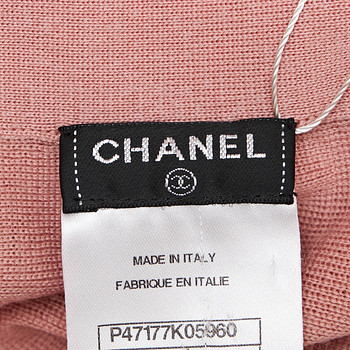 CHANEL
MADE IN ITALY
FABRIQUE EN ITALIE
P47177K05960